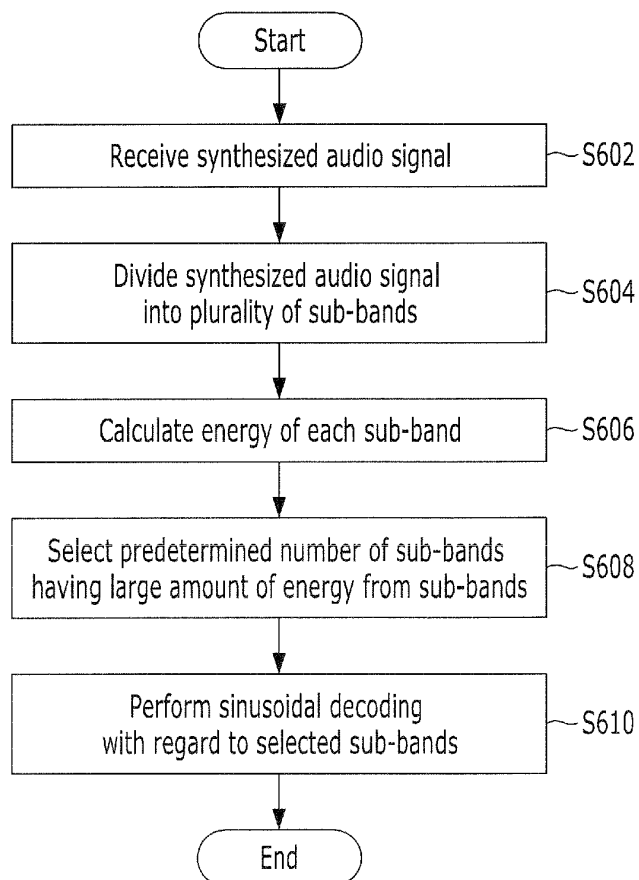 Start
Receive synthesized audio signal
S602
Divide synthesized audio signal
into plurality of sub-bands
S604
Calculate energy of each sub-band
S606
Select predetermined number of sub-bands
having large amount of energy from sub-bands
S608
Perform sinusoidal decoding
with regard to selected sub-bands
S610
End